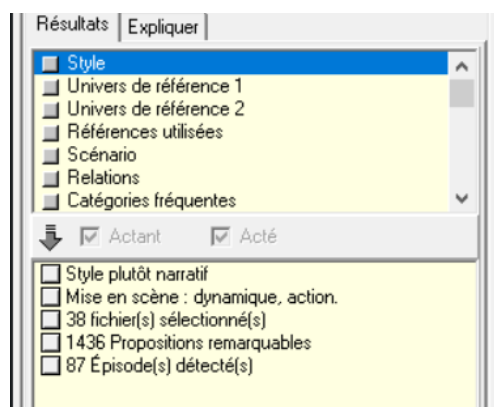 Résultats Expliquer
Style
Univers de référence 1
Univers de référence 2
Références utilisées
Scénario
Relations
Catégories fréquentes
Actant Acté
Style plutôt narratif
Mise en scène : dynamique, action.
38 fichier(s) sélectionné(s)
1436 Propositions remarquables
87 Épisode(s) détecté(s)